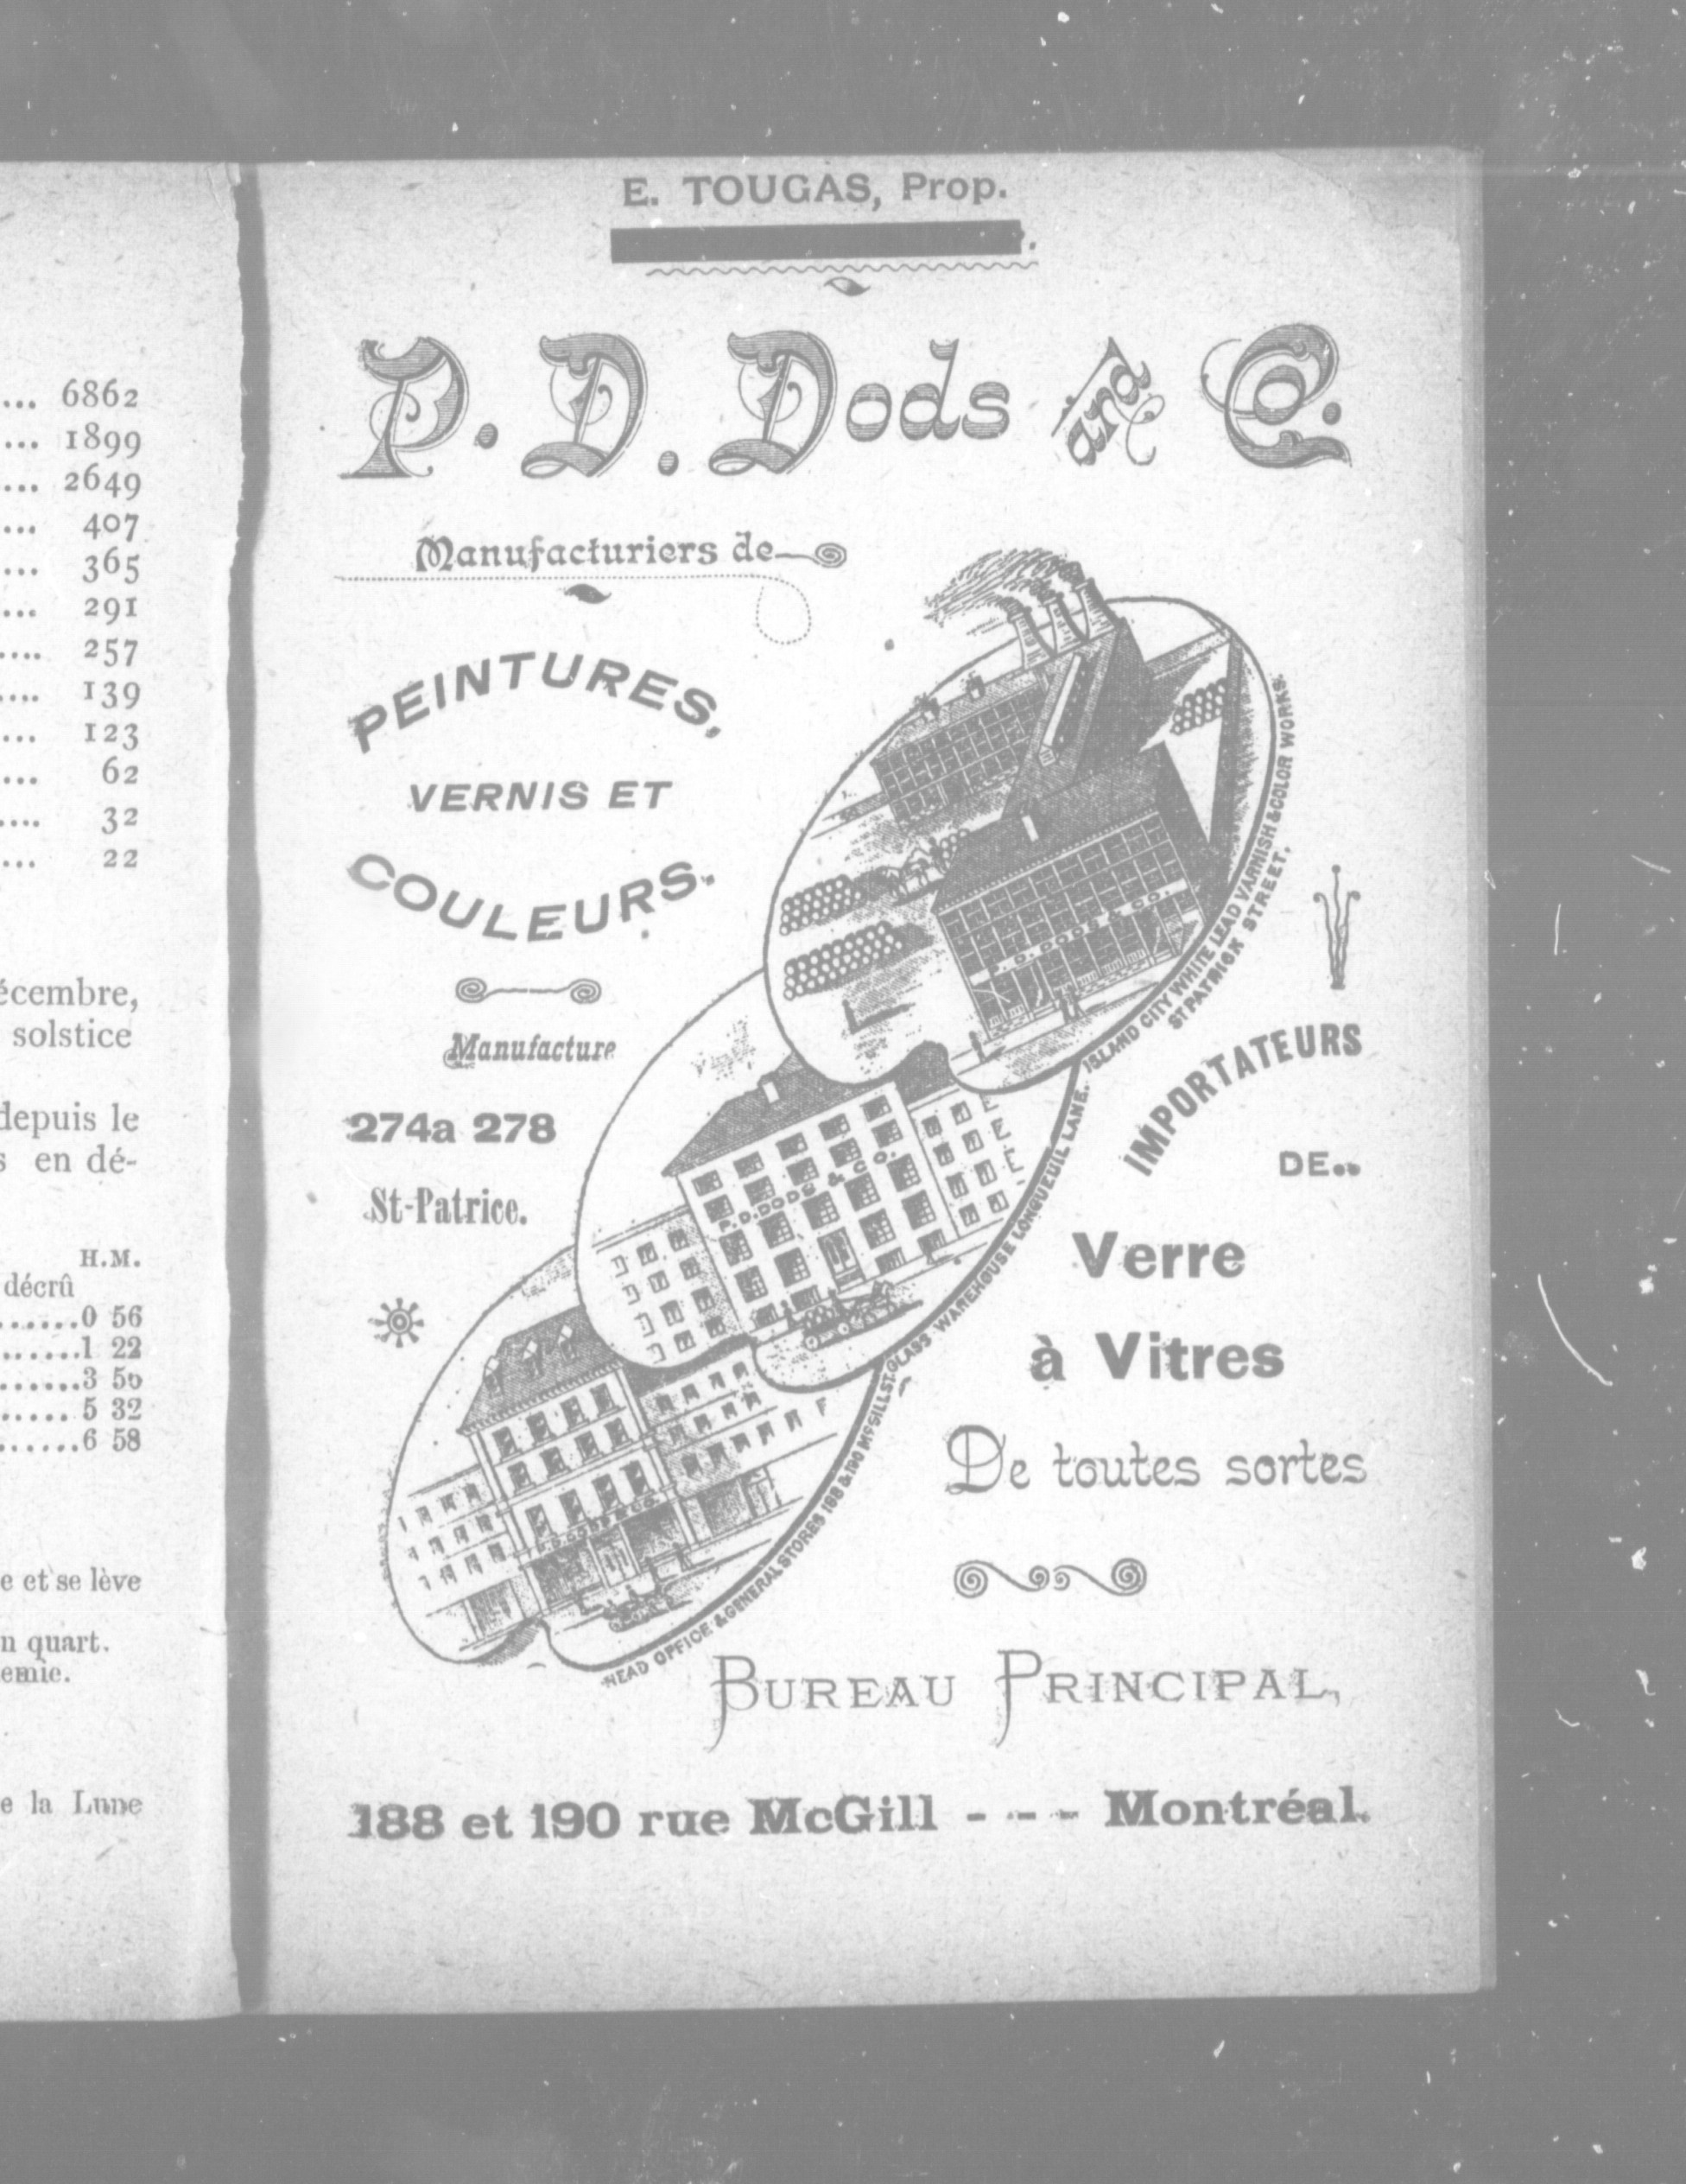 ... 6862
... 1899
... 2649
... 407
... 365
... 291
.... 257
.... 139
... 123
... 62
.... 32
... 22
écembre,
solstice
depuis le
s en dé-
H.M.
décrû
.......0 56
......1 22
.......3 50
..... 5 32
.......6 58
e et se lève
n quart.
emie.
e la Lune
E. TOUGAS, Prop.
P. D. Dods and Co.
Manufacturiers de
PEINTURES,
VERNIS ET
COULEURS.
Manufacture
274a 278
St-Patrice.
P. D. DODS & CO.
ISLAND CITY WHITE LEAD VARNISH & COLOR WORKS.
ST PATRICK STREET.
P. D. DODS & CO.
GLASS WAREHOUSE LONGUEUIL LANE.
HEAD OFFICE & GENERAL STORES 188 & 190 McGILL ST.
IMPORTATEURS
DE..
Verre
à Vitres
De toutes sortes
BUREAU PRINCIPAL,
188 et 190 rue McGill - - - Montréal.